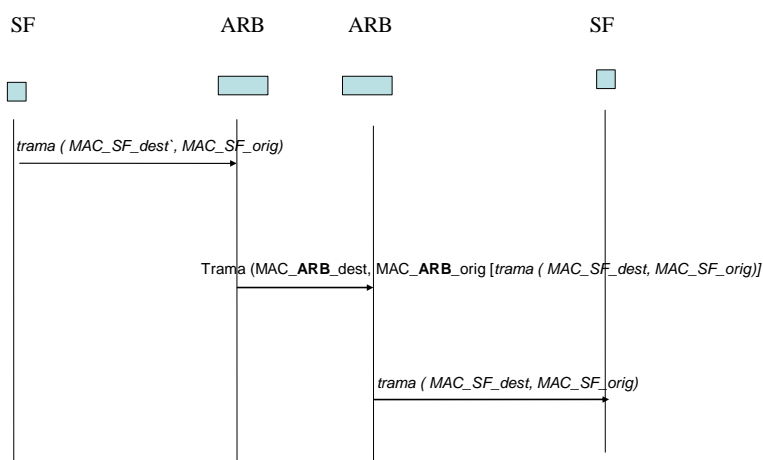 SF ARB ARB SF
trama ( MAC_SF_dest`, MAC_SF_orig)
Trama (MAC_ARB_dest, MAC_ARB_orig [trama ( MAC_SF_dest, MAC_SF_orig)]
trama ( MAC_SF_dest, MAC_SF_orig)